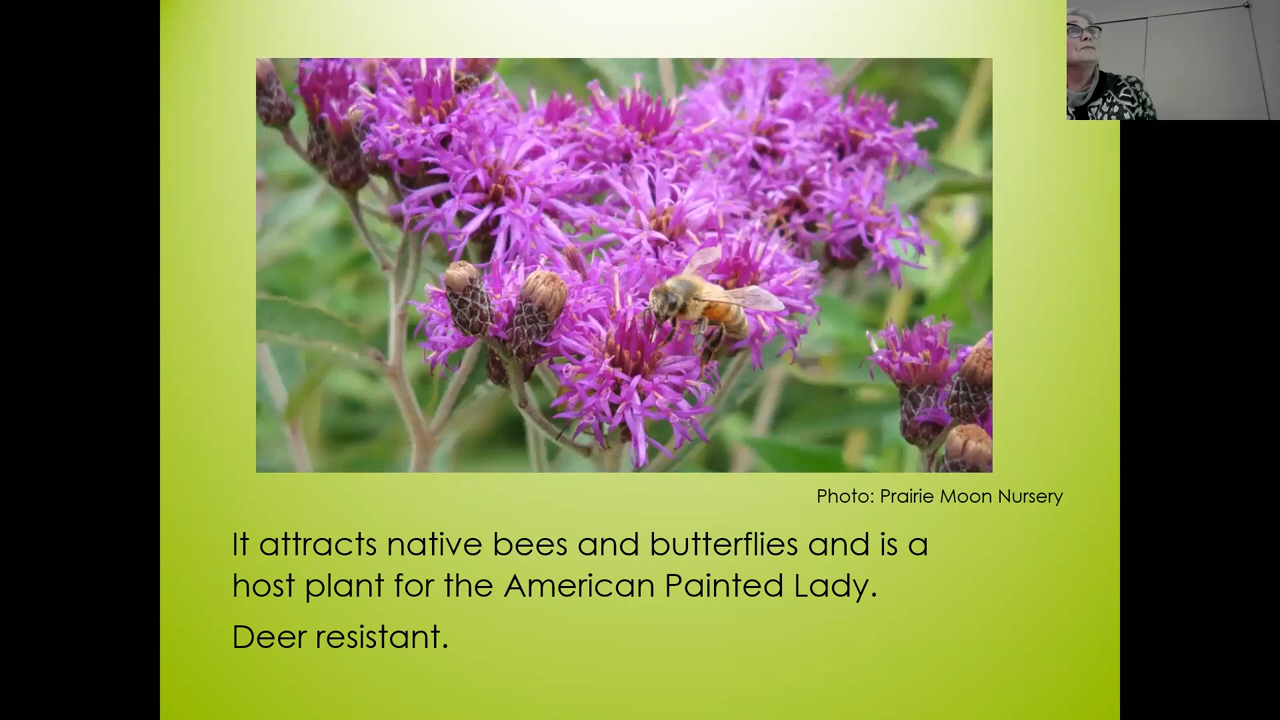 Photo: Prairie Moon Nursery
It attracts native bees and butterflies and is a
host plant for the American Painted Lady.
Deer resistant.